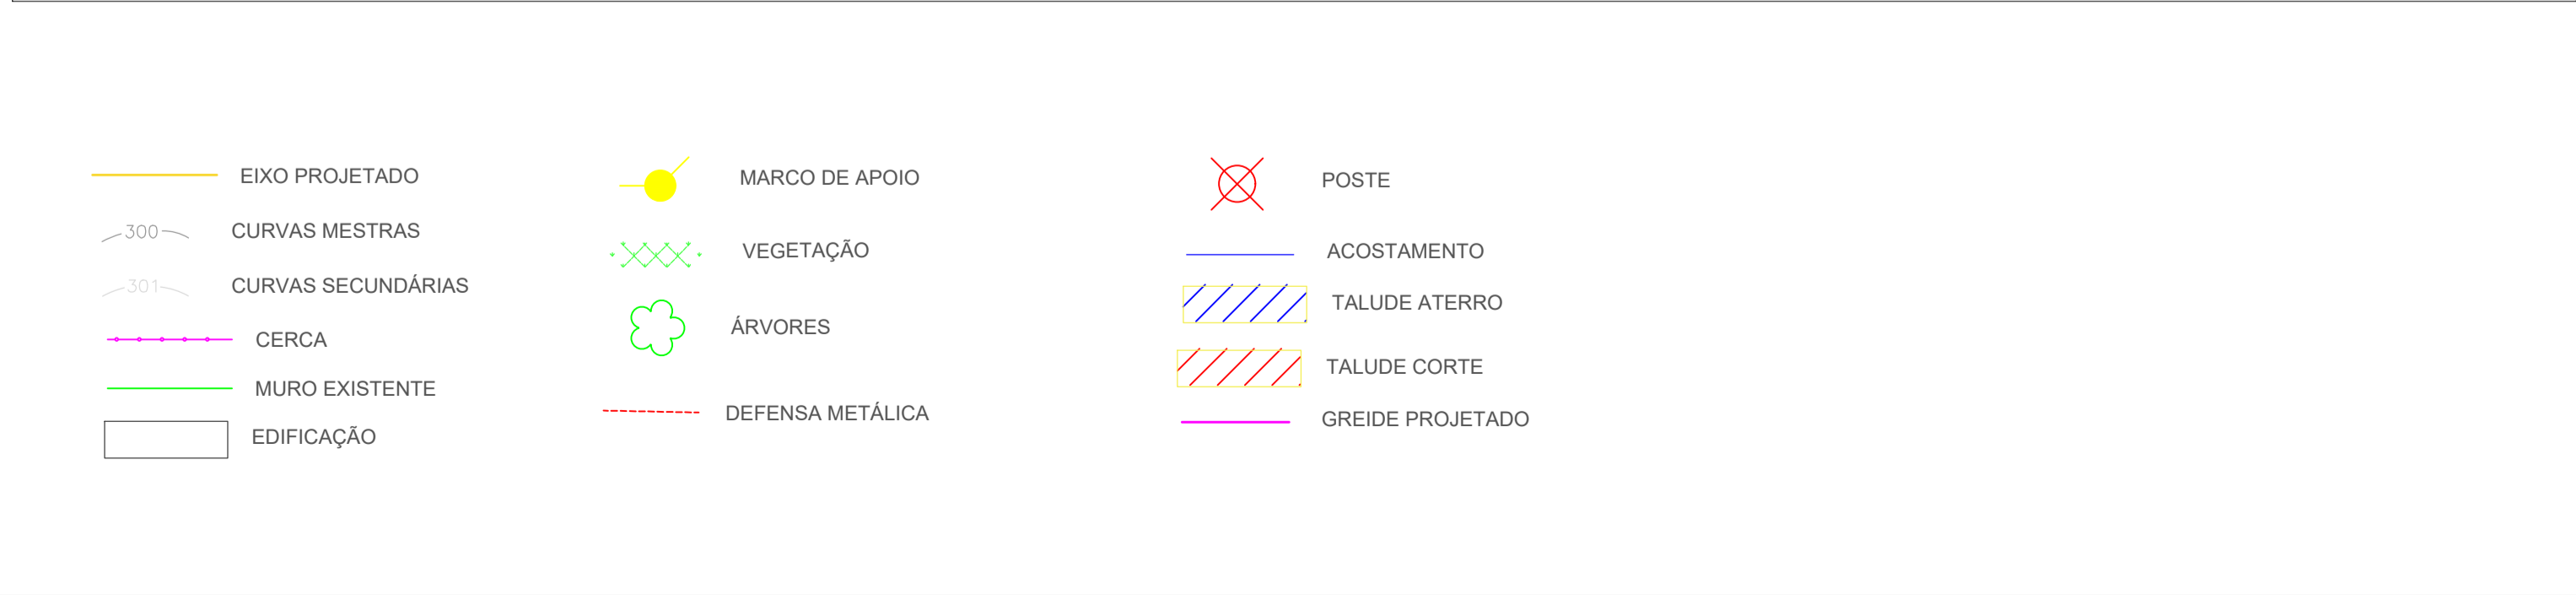 EIXO PROJETADO
300 CURVAS MESTRAS
301 CURVAS SECUNDÁRIAS
CERCA
MURO EXISTENTE
EDIFICAÇÃO
MARCO DE APOIO
VEGETAÇÃO
ÁRVORES
DEFENSA METÁLICA
POSTE
ACOSTAMENTO
TALUDE ATERRO
TALUDE CORTE
GREIDE PROJETADO